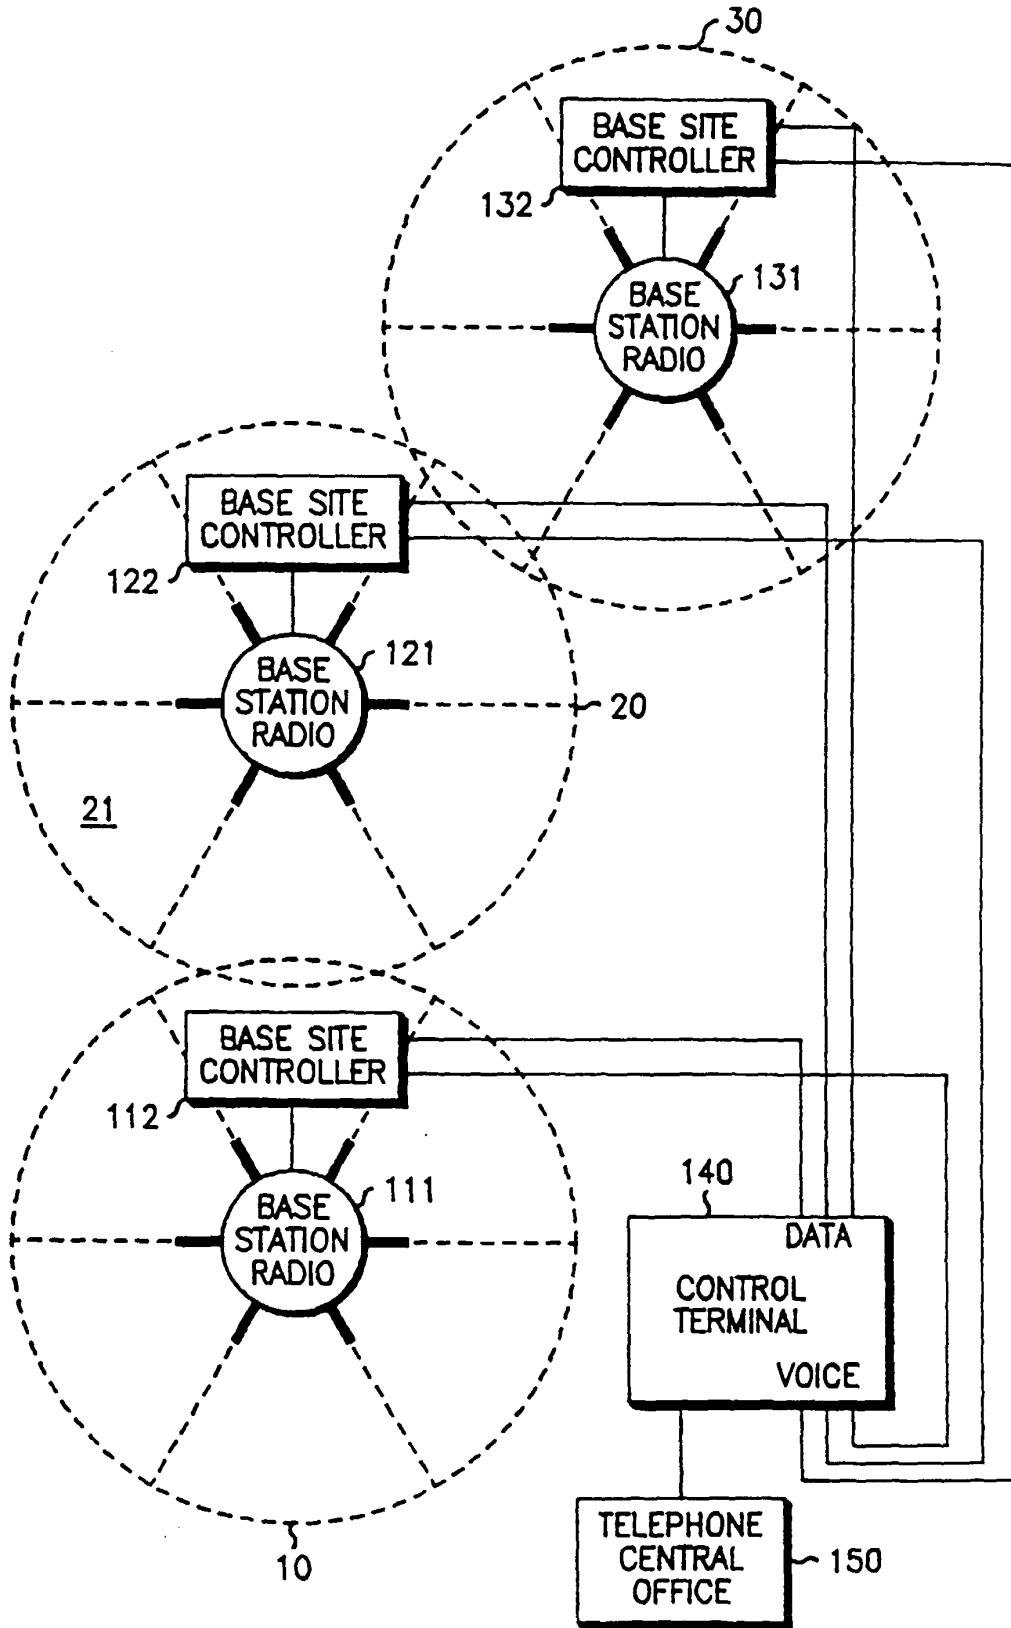 30
BASE SITE
CONTROLLER
132
131
BASE
STATION
RADIO
BASE SITE
CONTROLLER
122
121
BASE
STATION
RADIO
20
21
BASE SITE
CONTROLLER
112
111
BASE
STATION
RADIO
140
DATA
CONTROL
TERMINAL
VOICE
10
TELEPHONE
CENTRAL
OFFICE
150